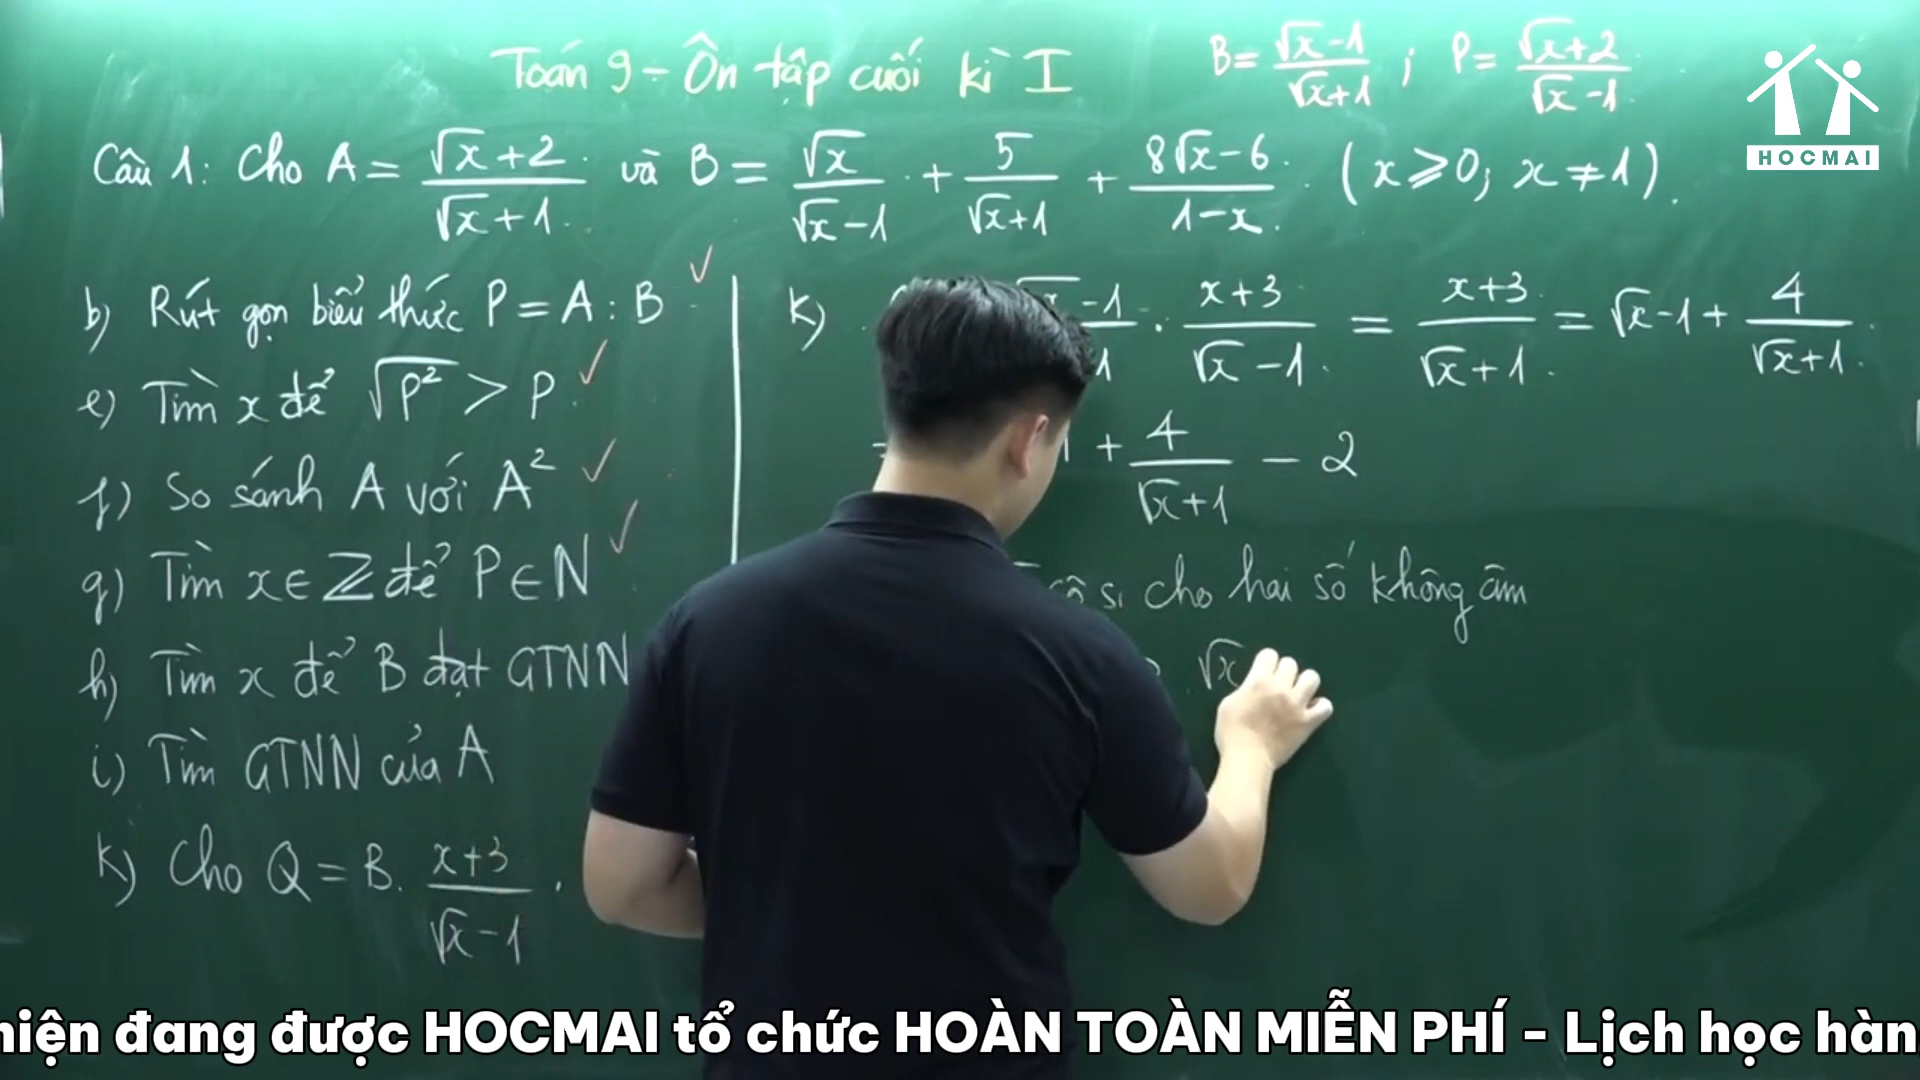 Toán 9 - Ôn tập cuối kì I
B = (√x - 1)/(√x + 1) ; P = (√x + 2)/(√x - 1)
HOCMAI
Câu 1: Cho A = (√x + 2)/(√x + 1) và B = √x/(√x - 1) + 5/(√x + 1) + (8√x - 6)/(1 - x) (x ⩾ 0; x ≠ 1).
b) Rút gọn biểu thức P = A : B ✓
e) Tìm x để √P² > P ✓
f) So sánh A với A² ✓
g) Tìm x ∈ Z để P ∈ N ✓
h) Tìm x để B đạt GTNN
i) Tìm GTNN của A
k) Cho Q = B. (x + 3)/(√x - 1).
k)
-1 . (x + 3)/(√x - 1) = (x + 3)/(√x + 1) = √x - 1 + 4/(√x + 1).
+ 4/(√x + 1) - 2
cô si cho hai số không âm
√x
hiện đang được HOCMAI tổ chức HOÀN TOÀN MIỄN PHÍ - Lịch học hàn